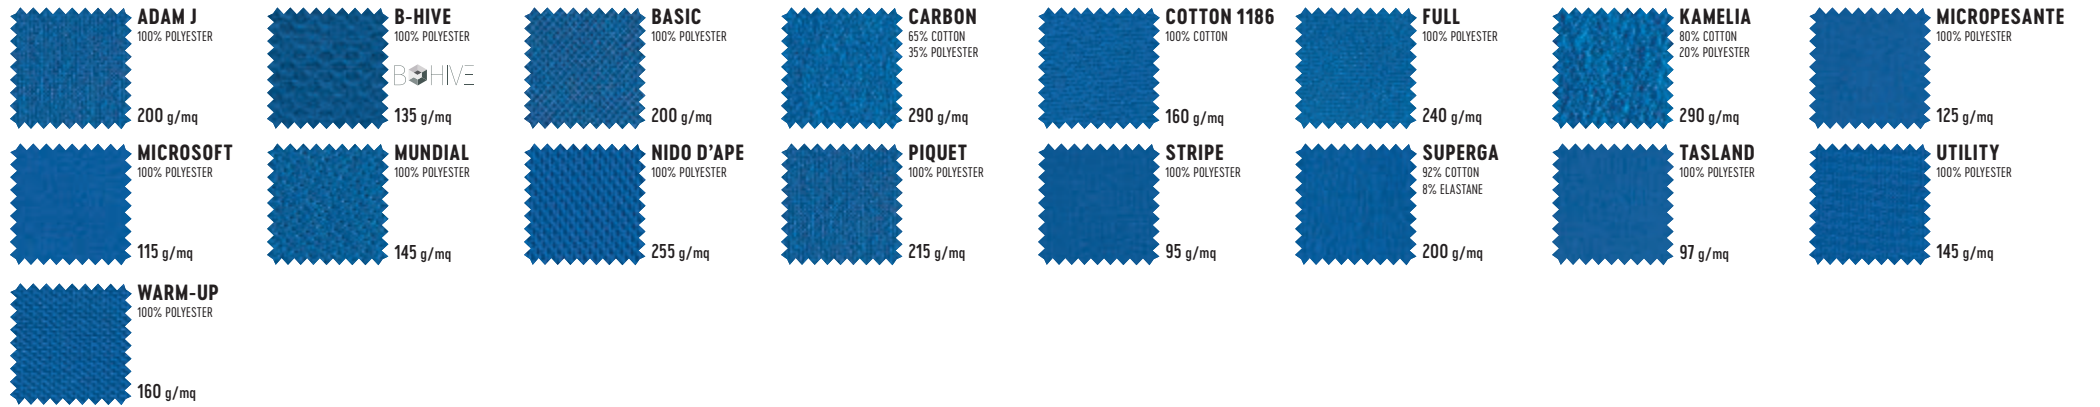 ADAM J
100% POLYESTER
200 g/mq
B-HIVE
100% POLYESTER
B HIVE
135 g/mq
BASIC
100% POLYESTER
200 g/mq
CARBON
65% COTTON
35% POLYESTER
290 g/mq
COTTON 1186
100% COTTON
160 g/mq
FULL
100% POLYESTER
240 g/mq
KAMELIA
80% COTTON
20% POLYESTER
290 g/mq
MICROPESANTE
100% POLYESTER
125 g/mq
MICROSOFT
100% POLYESTER
115 g/mq
MUNDIAL
100% POLYESTER
145 g/mq
NIDO D’APE
100% POLYESTER
255 g/mq
PIQUET
100% POLYESTER
215 g/mq
STRIPE
100% POLYESTER
95 g/mq
SUPERGA
92% COTTON
8% ELASTANE
200 g/mq
TASLAND
100% POLYESTER
97 g/mq
UTILITY
100% POLYESTER
145 g/mq
WARM-UP
100% POLYESTER
160 g/mq